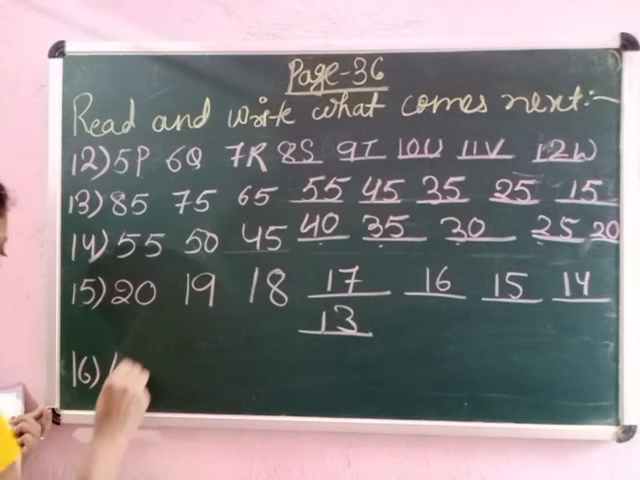 Page-36
Read and write what comes next:-
12) 5P 6Q 7R 8S 9T 10U 11V 12W
13) 85 75 65 55 45 35 25 15
14) 55 50 45 40 35 30 25 20
15) 20 19 18 17 16 15 14
13
16)